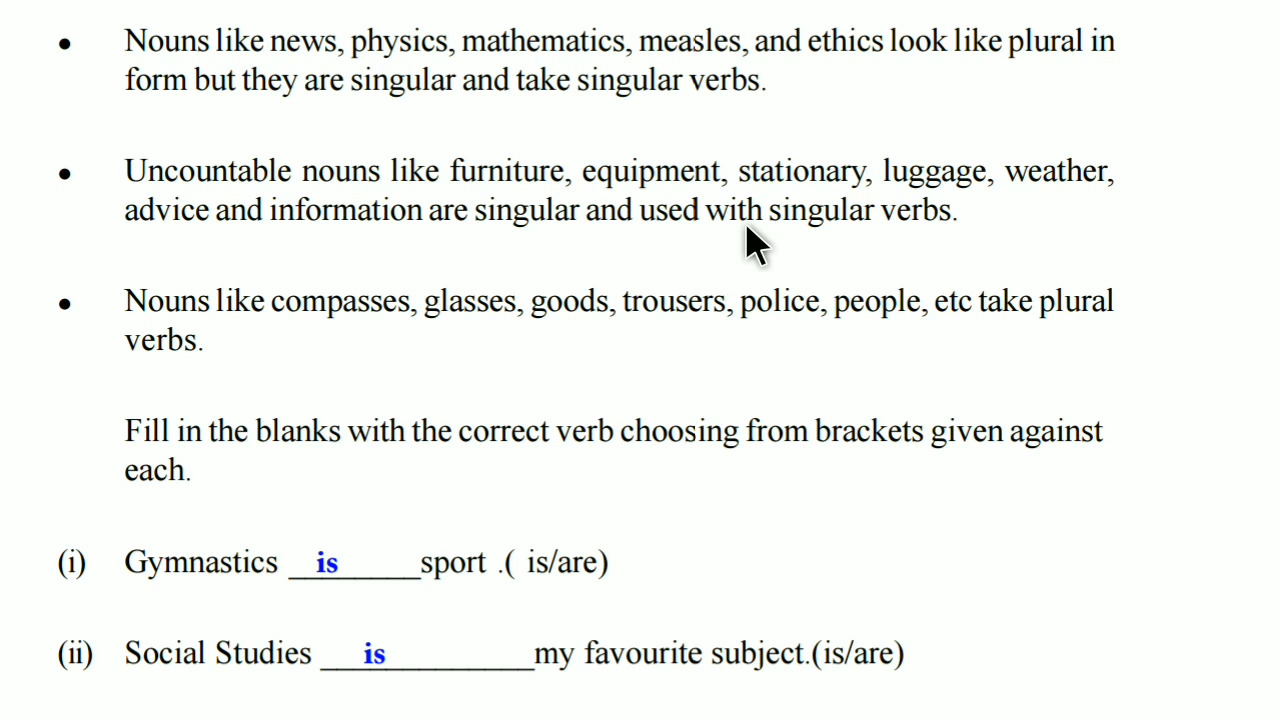 • Nouns like news, physics, mathematics, measles, and ethics look like plural in
form but they are singular and take singular verbs.
• Uncountable nouns like furniture, equipment, stationary, luggage, weather,
advice and information are singular and used with singular verbs.
• Nouns like compasses, glasses, goods, trousers, police, people, etc take plural
verbs.
Fill in the blanks with the correct verb choosing from brackets given against
each.
(i) Gymnastics ___is______sport .( is/are)
(ii) Social Studies ____is___________my favourite subject.(is/are)